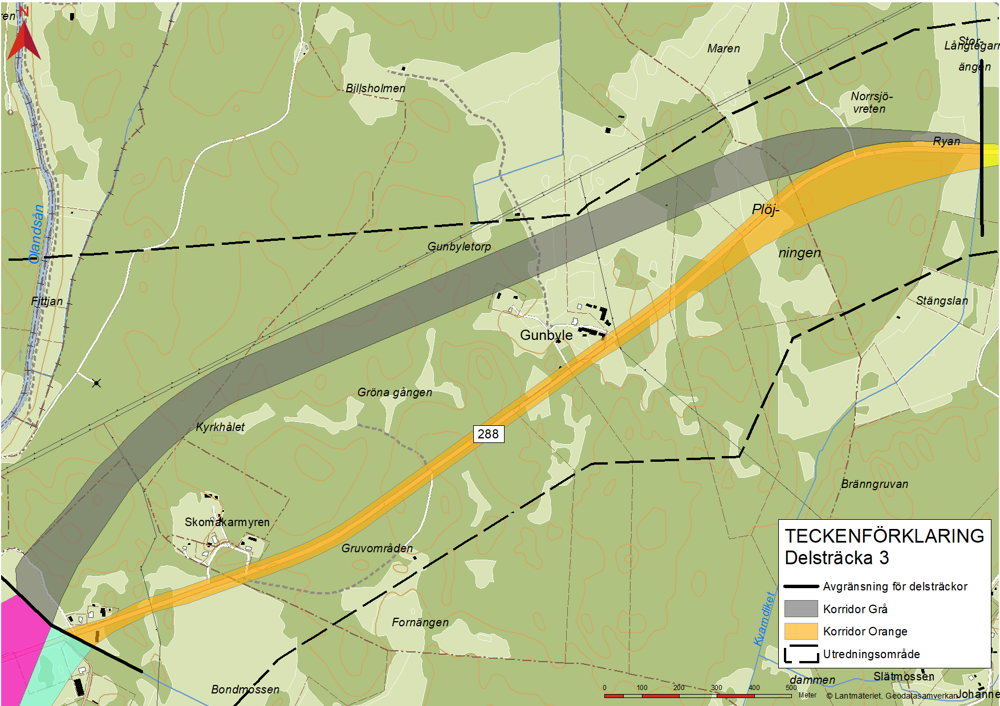 N
Stor-
Långtegarn
ängen
Maren
Billsholmen
Norrsjö-
vreten
Ryan
Plöj-
ningen
Olandsån
Gunbyletorp
Fittjan
Stängslan
Gunbyle
Gröna gången
Kyrkhålet
288
Bränngruvan
Skomakarmyren
Gruvområden
Fornängen
Kvarndiket
Bondmossen
dammen
Slätmossen
Johanne
TECKENFÖRKLARING
Delsträcka 3
Avgränsning för delsträckor
Korridor Grå
Korridor Orange
Utredningsområde
0 100 200 300 400 500
Meter
© Lantmäteriet, Geodatasamverkan